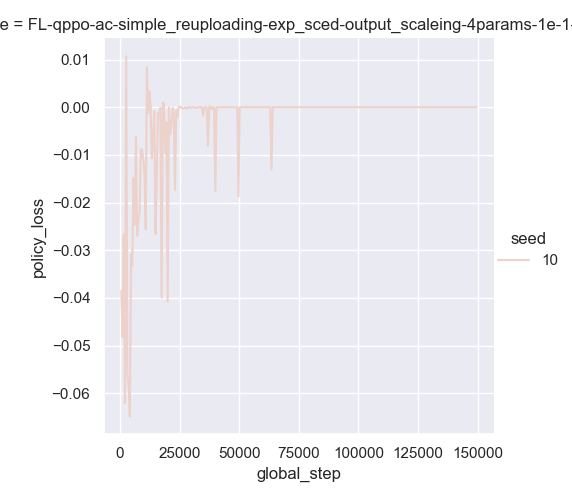 e = FL-qppo-ac-simple_reuploading-exp_sced-output_scaleing-4params-1e-1-
0.01
0.00
−0.01
−0.02
−0.03
−0.04
−0.05
−0.06
policy_loss
seed
10
0 25000 50000 75000 100000 125000 150000
global_step